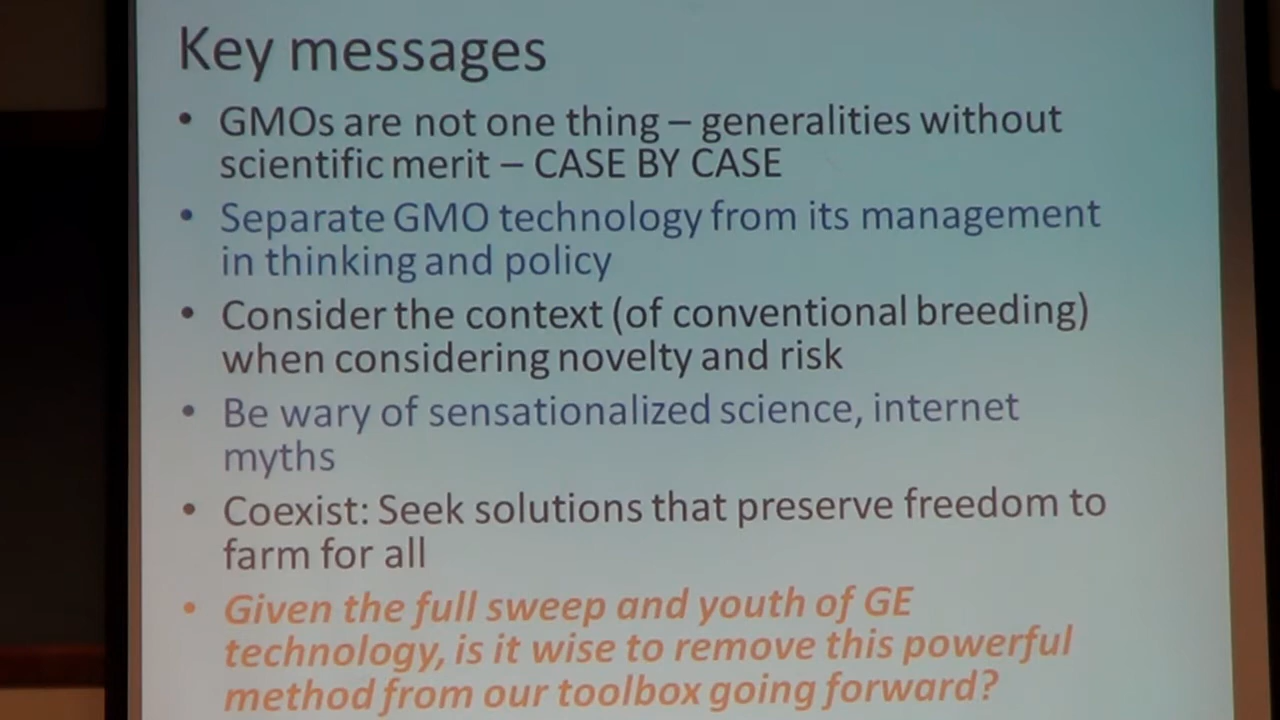 Key messages
• GMOs are not one thing – generalities without
scientific merit – CASE BY CASE
• Separate GMO technology from its management
in thinking and policy
• Consider the context (of conventional breeding)
when considering novelty and risk
• Be wary of sensationalized science, internet
myths
• Coexist: Seek solutions that preserve freedom to
farm for all
• Given the full sweep and youth of GE
technology, is it wise to remove this powerful
method from our toolbox going forward?